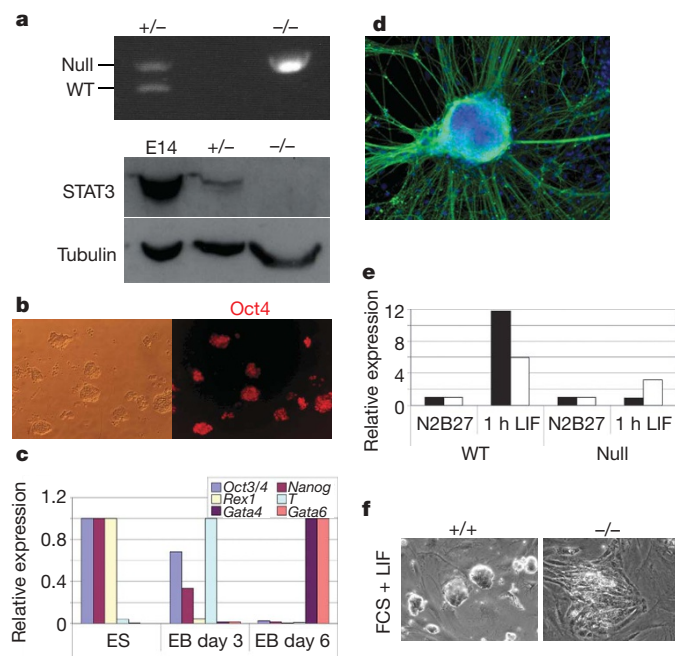 a
+/– –/–
Null
WT
E14 +/– –/–
STAT3
Tubulin
b
Oct4
c
Relative expression
1.2
0.8
0.4
0
Oct3/4 Nanog
Rex1 T
Gata4 Gata6
ES EB day 3 EB day 6
d
e
Relative expression
12
8
4
0
N2B27 1 h LIF N2B27 1 h LIF
WT Null
f
+/+ –/–
FCS + LIF